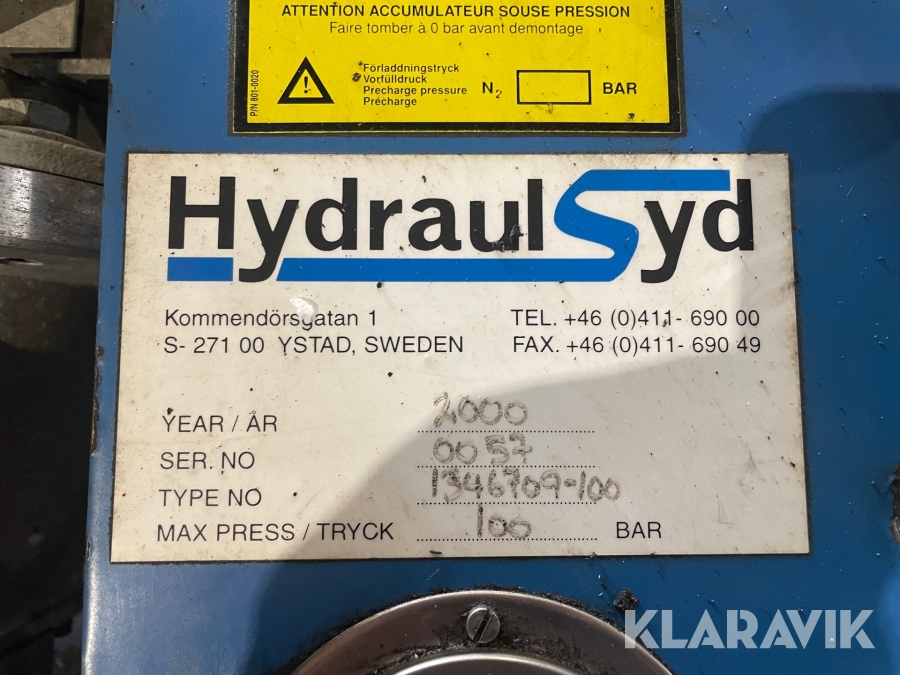 ATTENTION ACCUMULATEUR SOUSE PRESSION
Faire tomber à 0 bar avant demontage
P/N 801-0020
Förladdningstryck
Vorfülldruck
Precharge pressure
Précharge
N2 BAR
HydraulSyd
Kommendörsgatan 1
S- 271 00 YSTAD, SWEDEN
TEL. +46 (0)411- 690 00
FAX. +46 (0)411- 690 49
YEAR / ÅR 2000
SER. NO 0057
TYPE NO 1346709-100
MAX PRESS / TRYCK 100 BAR
KLARAVIK